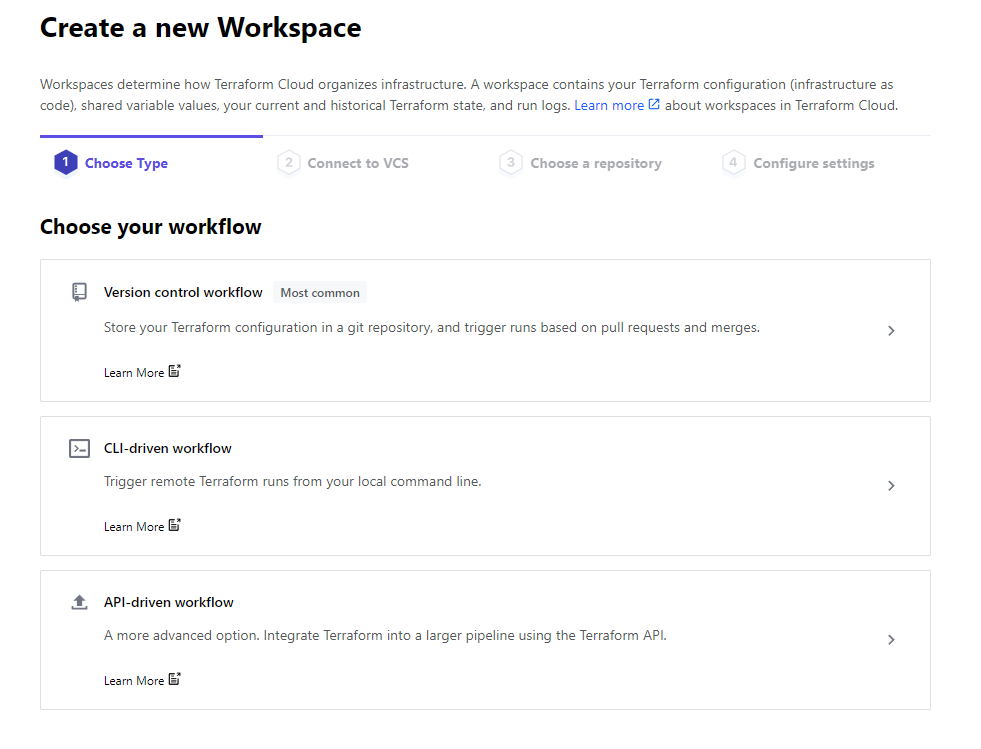 Create a new Workspace
Workspaces determine how Terraform Cloud organizes infrastructure. A workspace contains your Terraform configuration (infrastructure as
code), shared variable values, your current and historical Terraform state, and run logs. Learn more about workspaces in Terraform Cloud.
1 Choose Type 2 Connect to VCS 3 Choose a repository 4 Configure settings
Choose your workflow
Version control workflow Most common
Store your Terraform configuration in a git repository, and trigger runs based on pull requests and merges.
Learn More
CLI-driven workflow
Trigger remote Terraform runs from your local command line.
Learn More
API-driven workflow
A more advanced option. Integrate Terraform into a larger pipeline using the Terraform API.
Learn More